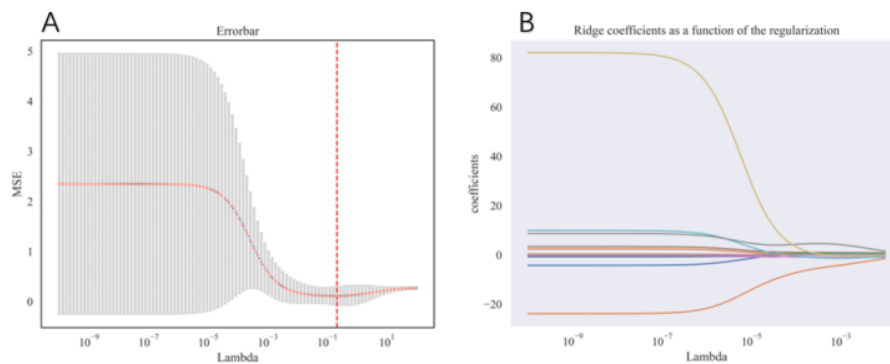 A
Errorbar
MSE
5
4
3
2
1
0
10⁻⁹
10⁻⁷
10⁻⁵
10⁻³
10⁻¹
10¹
Lambda
B
Ridge coefficients as a function of the regularization
coefficients
80
60
40
20
0
−20
10⁻⁹
10⁻⁷
10⁻⁵
10⁻³
Lambda